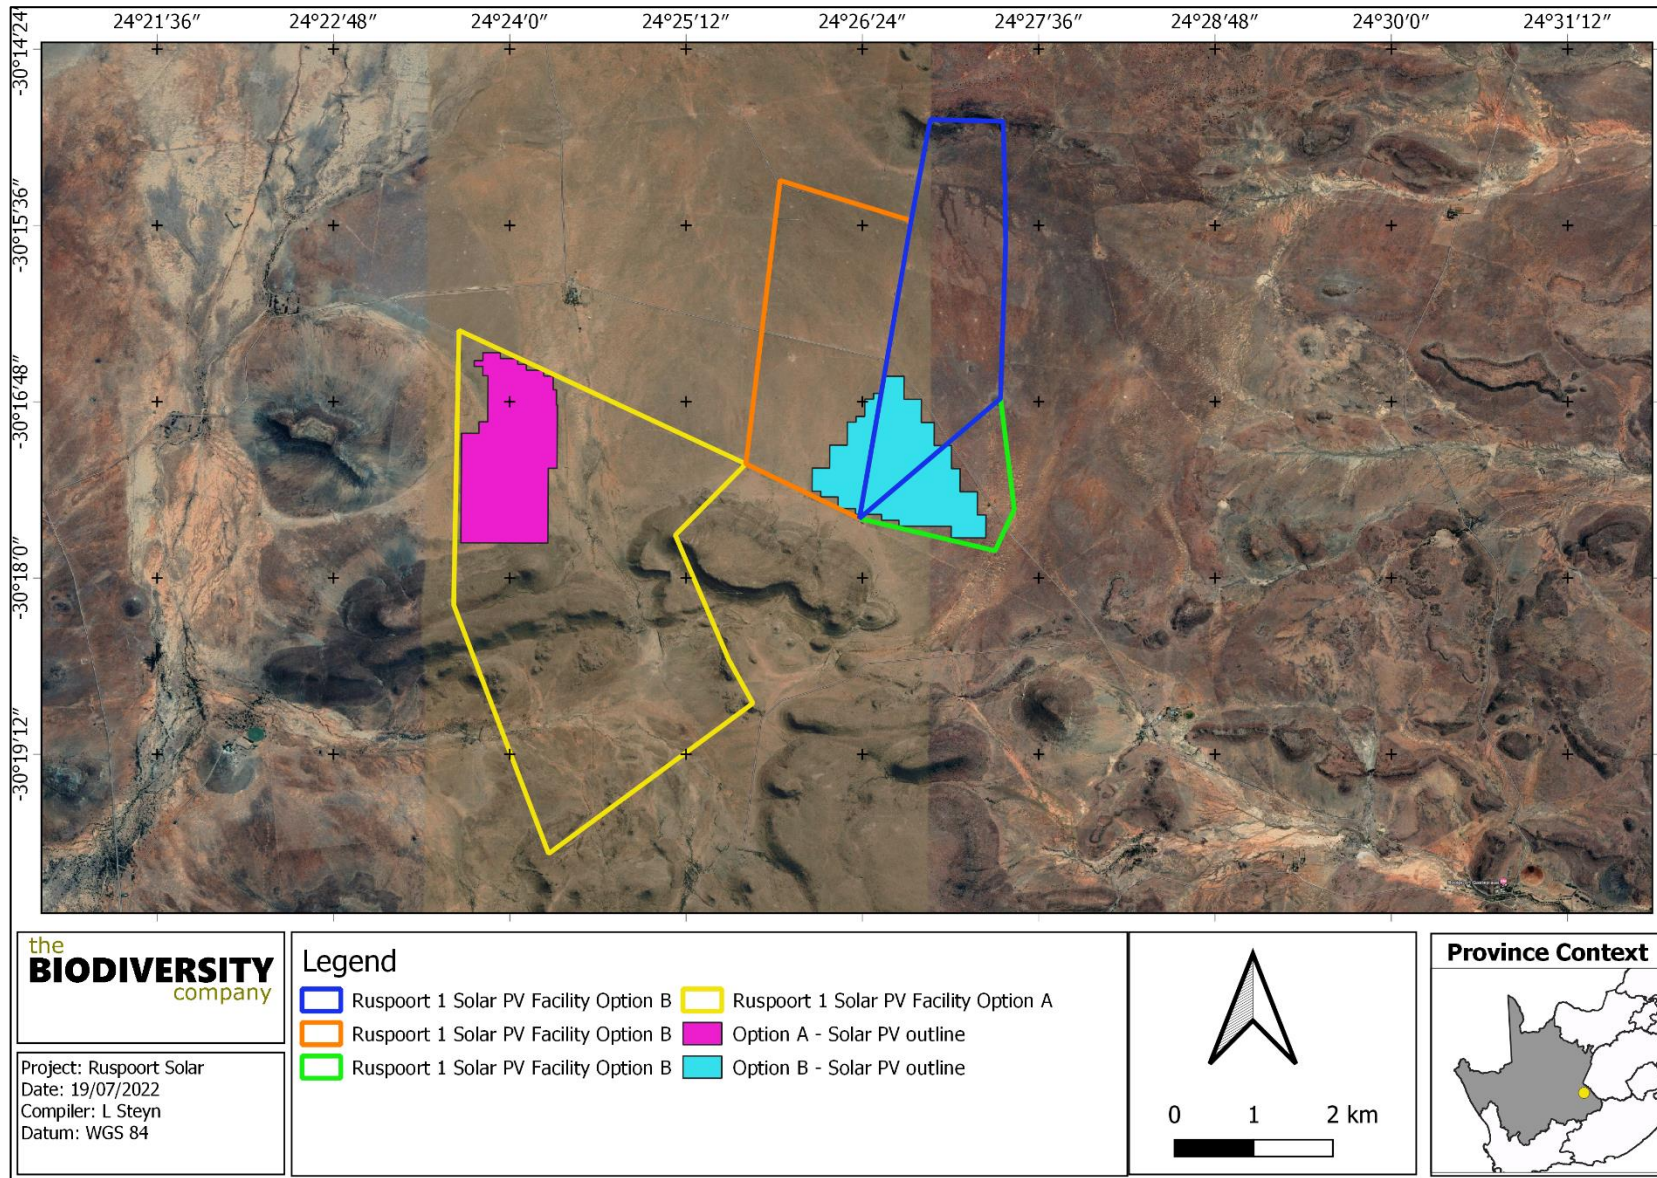 24°21′36″ 24°22′48″ 24°24′0″ 24°25′12″ 24°26′24″ 24°27′36″ 24°28′48″ 24°30′0″ 24°31′12″
-30°14′24″
-30°15′36″
-30°16′48″
-30°18′0″
-30°19′12″
the
BIODIVERSITY
company
Project: Ruspoort Solar
Date: 19/07/2022
Compiler: L Steyn
Datum: WGS 84
Legend
Ruspoort 1 Solar PV Facility Option B
Ruspoort 1 Solar PV Facility Option B
Ruspoort 1 Solar PV Facility Option B
Ruspoort 1 Solar PV Facility Option A
Option A - Solar PV outline
Option B - Solar PV outline
0 1 2 km
Province Context